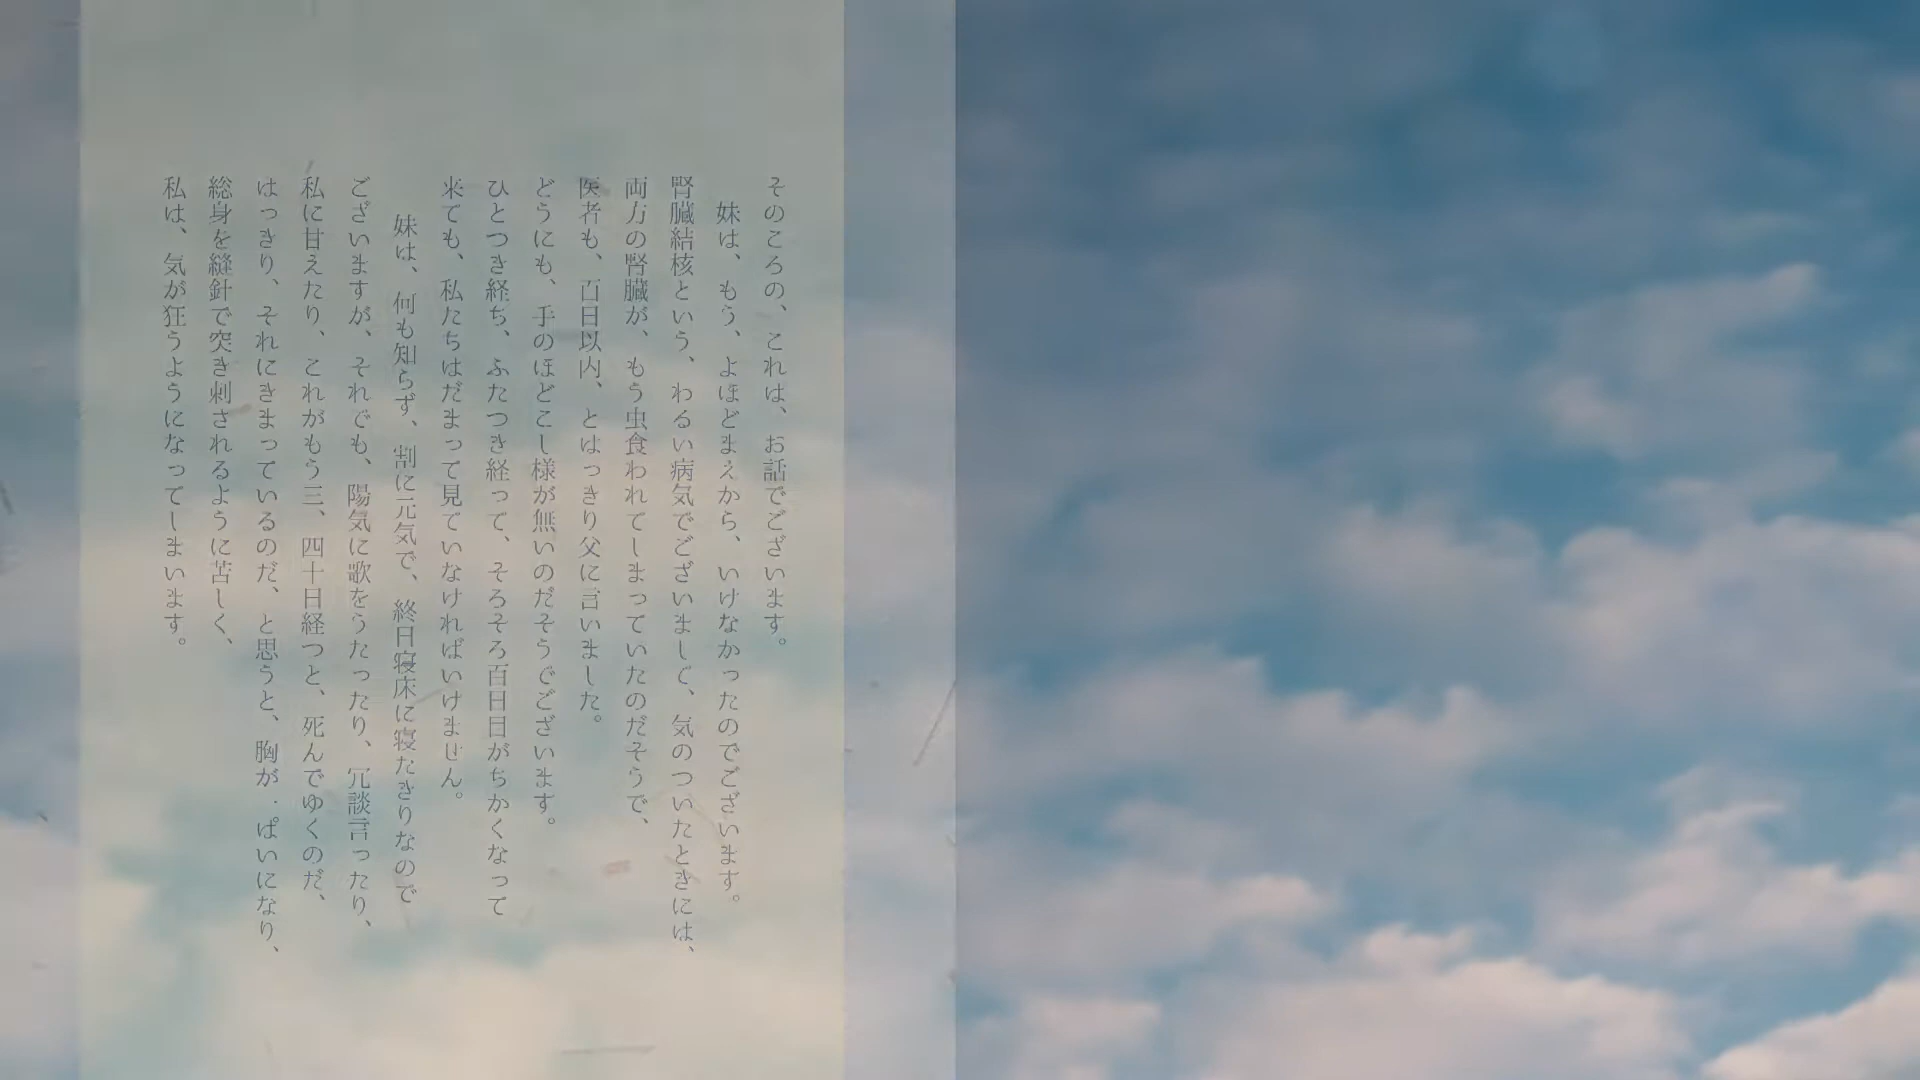 そのころの、これは、お話でございます。
妹は、もう、よほどまえから、いけなかったのでございます。
腎臓結核という、わるい病気でございまして、気のついたときには、
両方の腎臓が、もう虫食われてしまっていたのだそうで、
医者も、百日以内、とはっきり父に言いました。
どうにも、手のほどこし様が無いのだそうでございます。
ひとつき経ち、ふたつき経って、そろそろ百日目がちかくなって
来ても、私たちはだまって見ていなければいけません。
妹は、何も知らず、割に元気で、終日寝床に寝たきりなので
ございますが、それでも、陽気に歌をうたったり、冗談言ったり、
私に甘えたり、これがもう三、四十日経つと、死んでゆくのだ、
はっきり、それにきまっているのだ、と思うと、胸が一ぱいになり、
総身を縫針で突き刺されるように苦しく、
私は、気が狂うようになってしまいます。